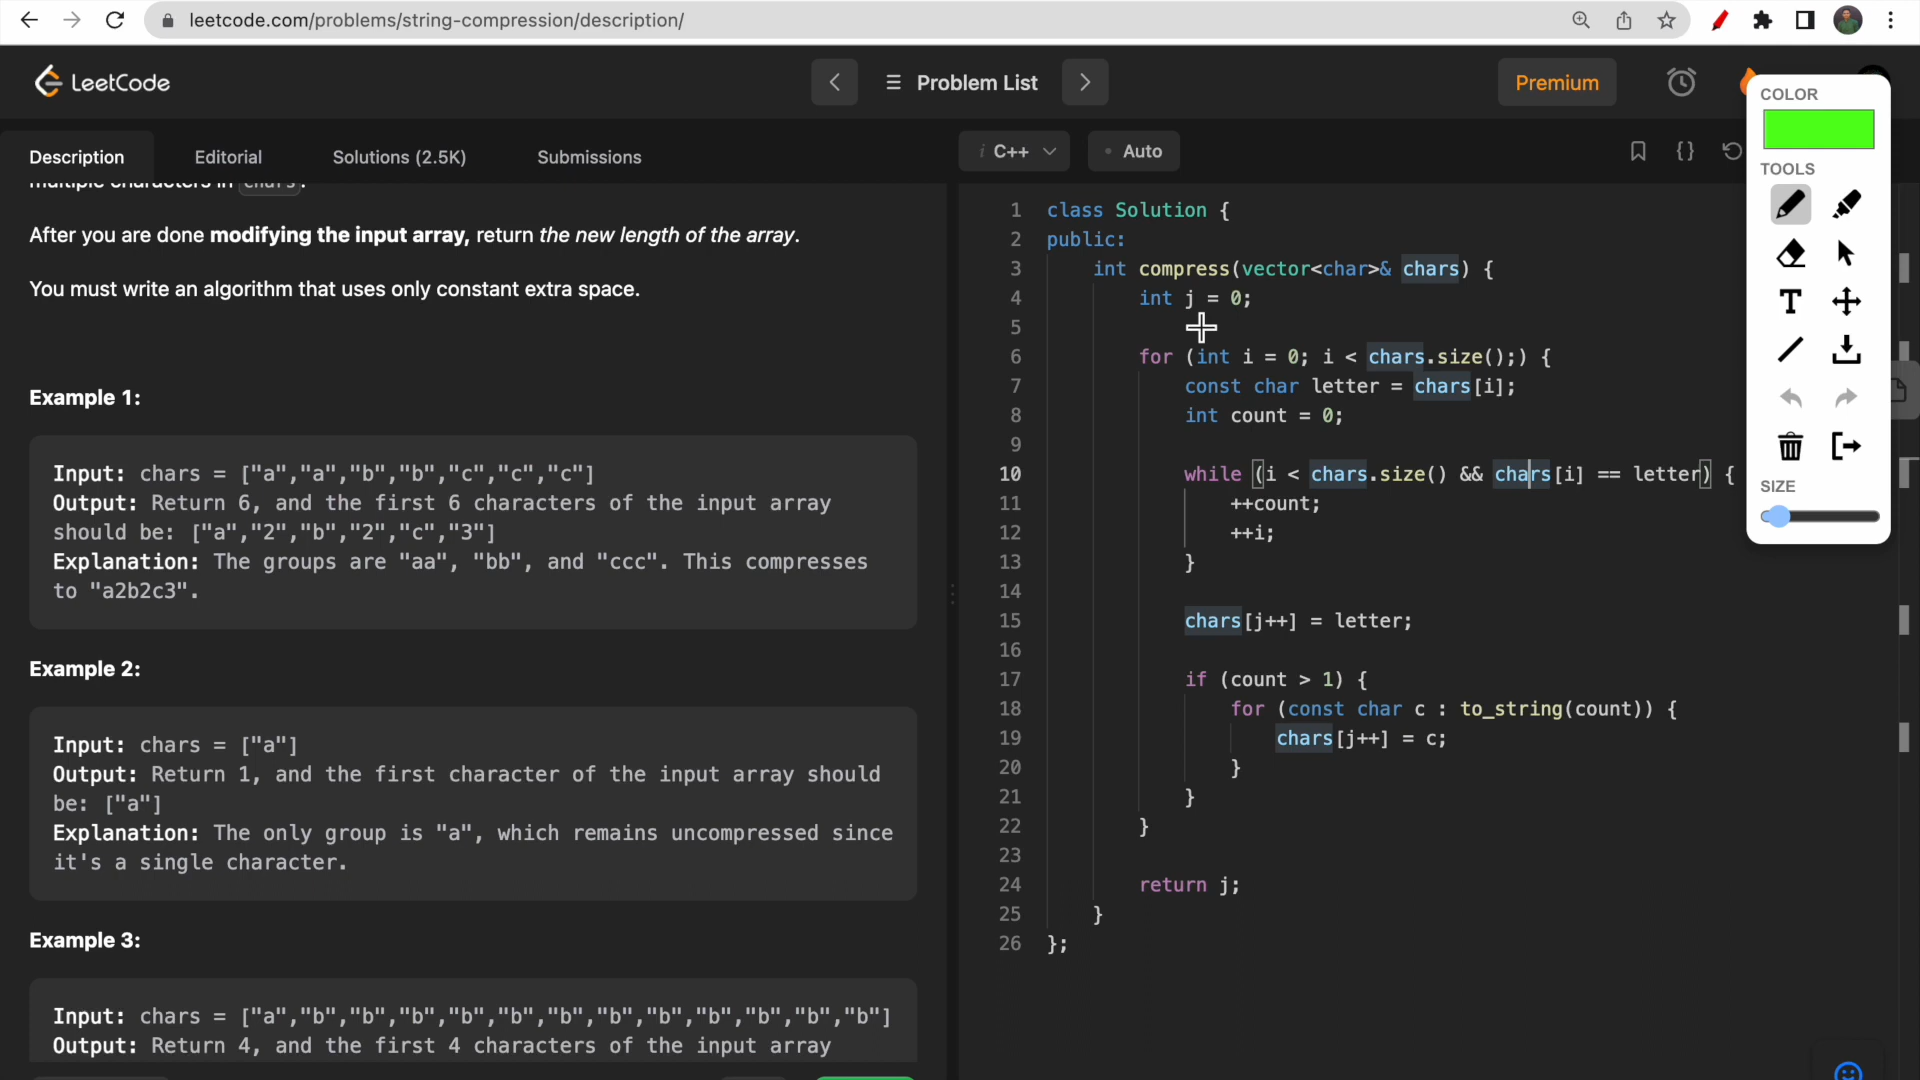 leetcode.com/problems/string-compression/description/
LeetCode
Problem List
Premium
Description
Editorial
Solutions (2.5K)
Submissions
multiple characters in chars.
After you are done modifying the input array, return the new length of the array.
You must write an algorithm that uses only constant extra space.
Example 1:
Input: chars = ["a","a","b","b","c","c","c"]
Output: Return 6, and the first 6 characters of the input array
should be: ["a","2","b","2","c","3"]
Explanation: The groups are "aa", "bb", and "ccc". This compresses
to "a2b2c3".
Example 2:
Input: chars = ["a"]
Output: Return 1, and the first character of the input array should
be: ["a"]
Explanation: The only group is "a", which remains uncompressed since
it's a single character.
Example 3:
Input: chars = ["a","b","b","b","b","b","b","b","b","b","b","b","b"]
Output: Return 4, and the first 4 characters of the input array
i C++
Auto
{}
1 class Solution {
2 public:
3 int compress(vector<char>& chars) {
4 int j = 0;
5
6 for (int i = 0; i < chars.size();) {
7 const char letter = chars[i];
8 int count = 0;
9
10 while (i < chars.size() && chars[i] == letter) {
11 ++count;
12 ++i;
13 }
14
15 chars[j++] = letter;
16
17 if (count > 1) {
18 for (const char c : to_string(count)) {
19 chars[j++] = c;
20 }
21 }
22 }
23
24 return j;
25 }
26 };
COLOR
TOOLS
T
SIZE